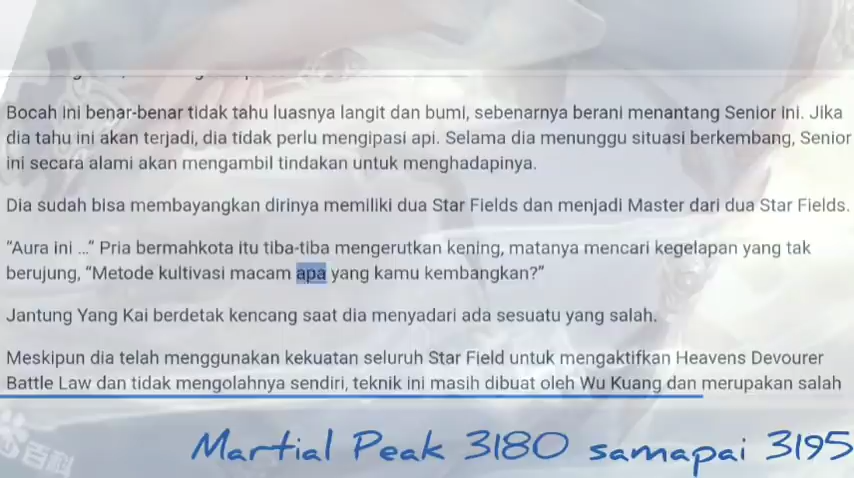 Bocah ini benar-benar tidak tahu luasnya langit dan bumi, sebenarnya berani menantang Senior ini. Jika
dia tahu ini akan terjadi, dia tidak perlu mengipasi api. Selama dia menunggu situasi berkembang, Senior
ini secara alami akan mengambil tindakan untuk menghadapinya.
Dia sudah bisa membayangkan dirinya memiliki dua Star Fields dan menjadi Master dari dua Star Fields.
“Aura ini ...“ Pria bermahkota itu tiba-tiba mengerutkan kening, matanya mencari kegelapan yang tak
berujung, “Metode kultivasi macam apa yang kamu kembangkan?”
Jantung Yang Kai berdetak kencang saat dia menyadari ada sesuatu yang salah.
Meskipun dia telah menggunakan kekuatan seluruh Star Field untuk mengaktifkan Heavens Devourer
Battle Law dan tidak mengolahnya sendiri, teknik ini masih dibuat oleh Wu Kuang dan merupakan salah
百科
Martial Peak 3180 samapai 3195